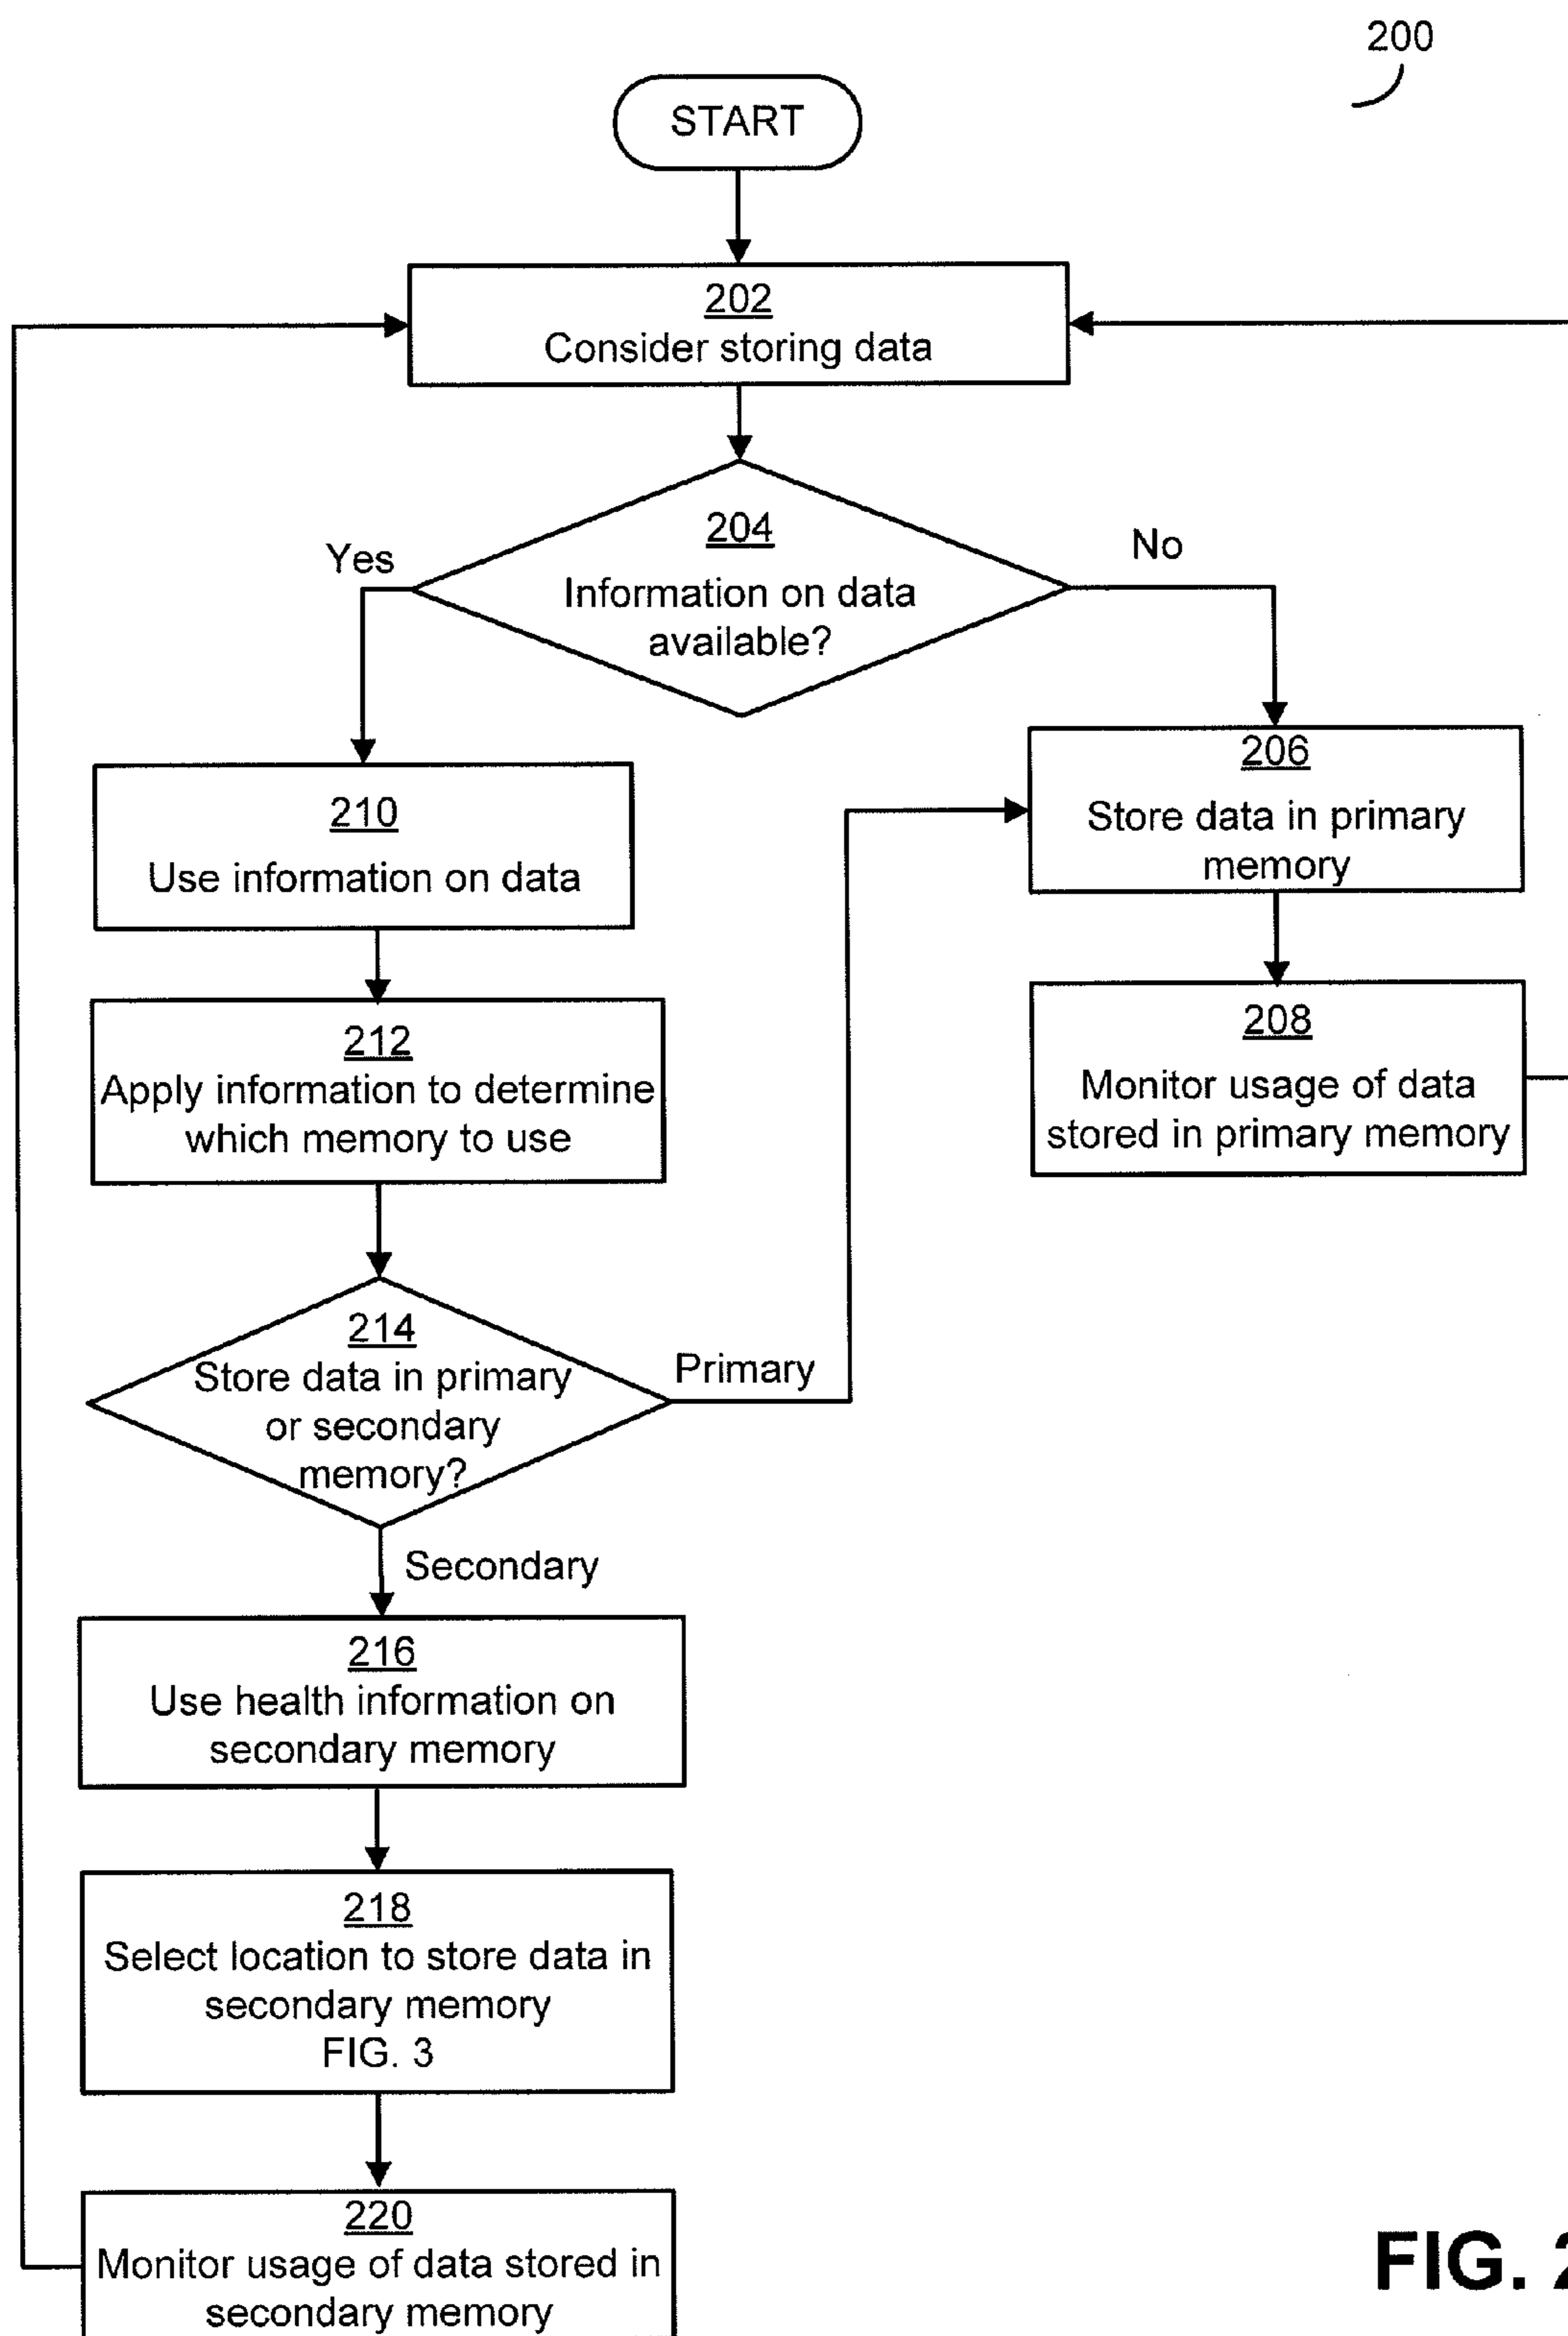 200
START
202
Consider storing data
204
Information on data
available?
Yes
No
206
Store data in primary
memory
210
Use information on data
208
Monitor usage of data
stored in primary memory
212
Apply information to determine
which memory to use
214
Store data in primary
or secondary
memory?
Primary
Secondary
216
Use health information on
secondary memory
218
Select location to store data in
secondary memory
FIG. 3
220
Monitor usage of data stored in
secondary memory
FIG. 2